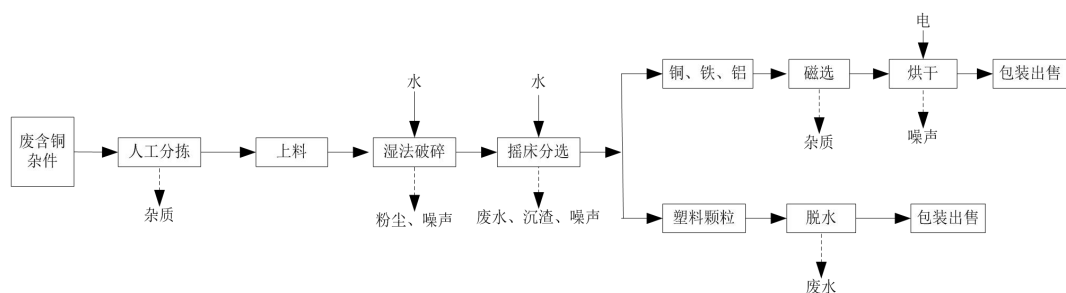 电
水
水
铜、铁、铝
磁选
烘干
包装出售
废含铜
杂件
人工分拣
上料
湿法破碎
摇床分选
杂质
噪声
杂质
粉尘、噪声
废水、沉渣、噪声
塑料颗粒
脱水
包装出售
废水